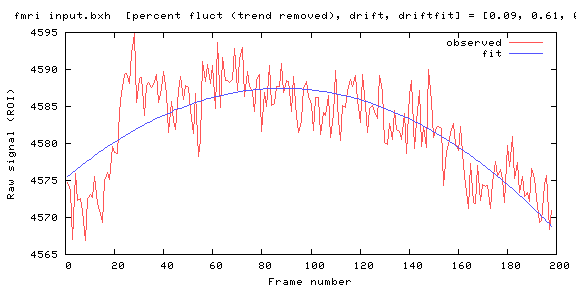 fmri input.bxh [percent fluct (trend removed), drift, driftfit] = [0.09, 0.61, 0
4595
4590
4585
4580
4575
4570
4565
0 20 40 60 80 100 120 140 160 180 200
observed
fit
Raw signal (ROI)
Frame number